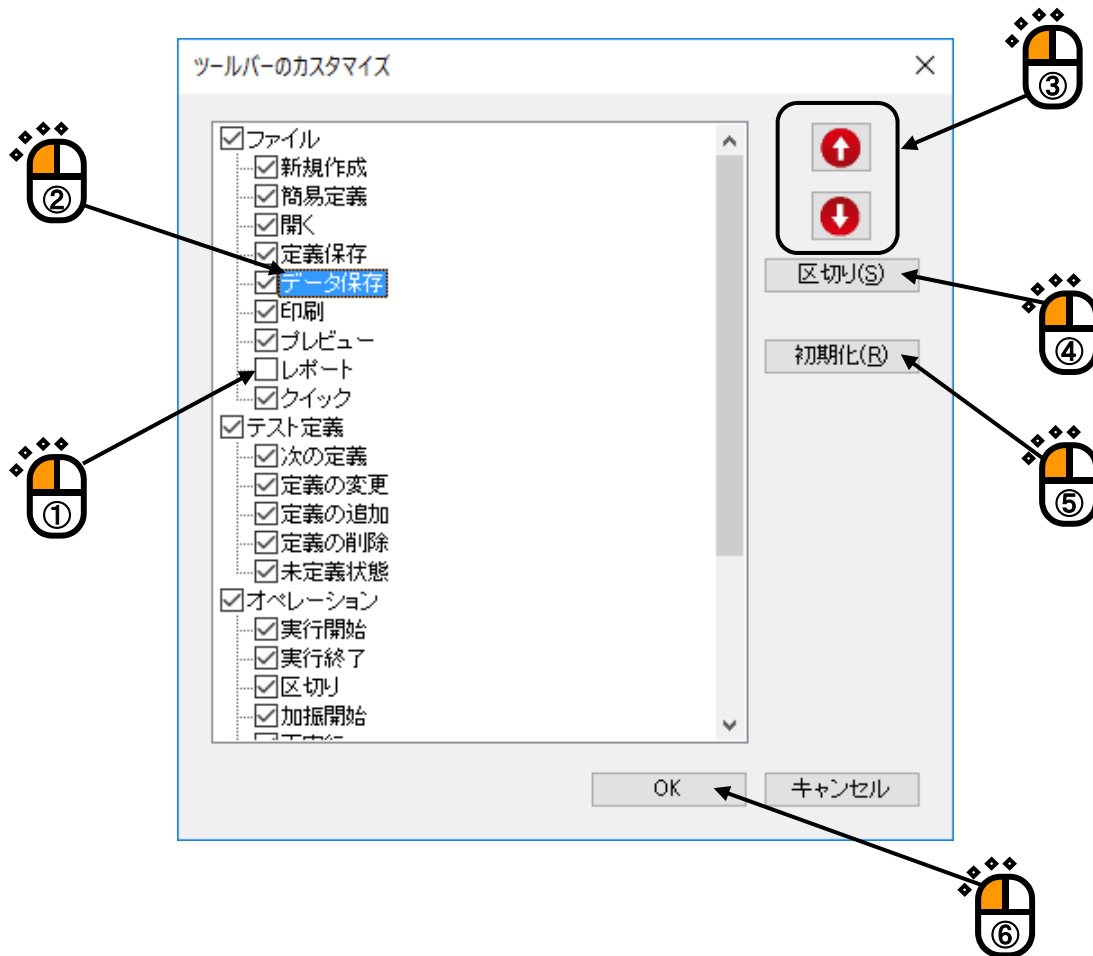 ツールバーのカスタマイズ
ファイル
新規作成
簡易定義
開く
定義保存
データ保存
印刷
プレビュー
レポート
クイック
テスト定義
次の定義
定義の変更
定義の追加
定義の削除
未定義状態
オペレーション
実行開始
実行終了
区切り
加振開始
区切り(S)
初期化(R)
OK
キャンセル
①
②
③
④
⑤
⑥